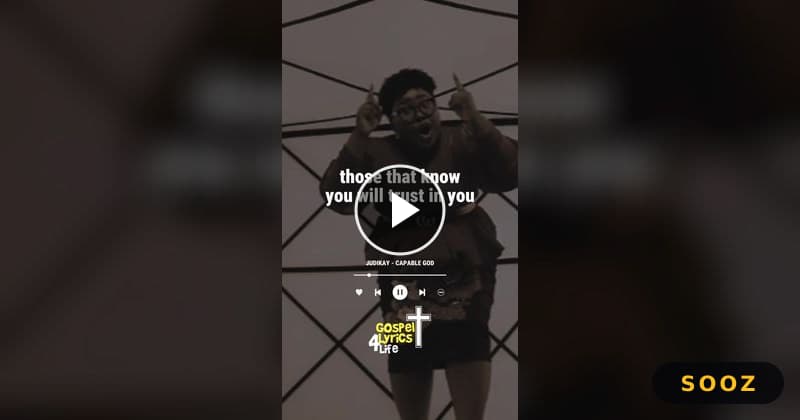 those that know
you will trust in you
JUDIKAY - CAPABLE GOD
GOSPEL
4 LYRICS
Life
SOOZ